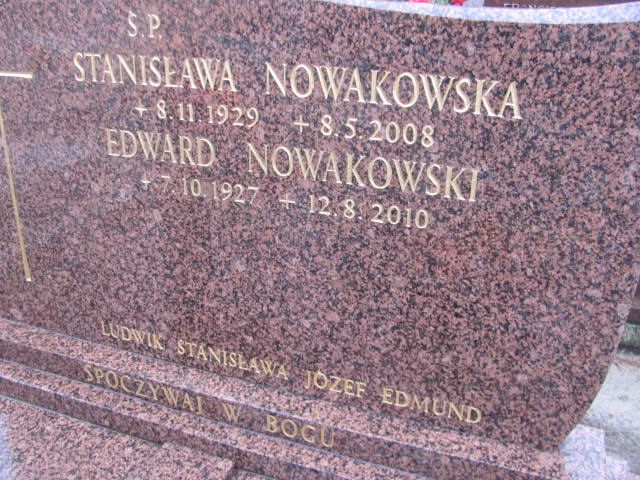 Ś.P.
STANISŁAWA NOWAKOWSKA
+ 8.11.1929 + 8.5.2008
EDWARD NOWAKOWSKI
+ 7.10.1927 + 12.8.2010
LUDWIK STANISŁAWA JÓZEF EDMUND
SPOCZYWAJ W BOGU